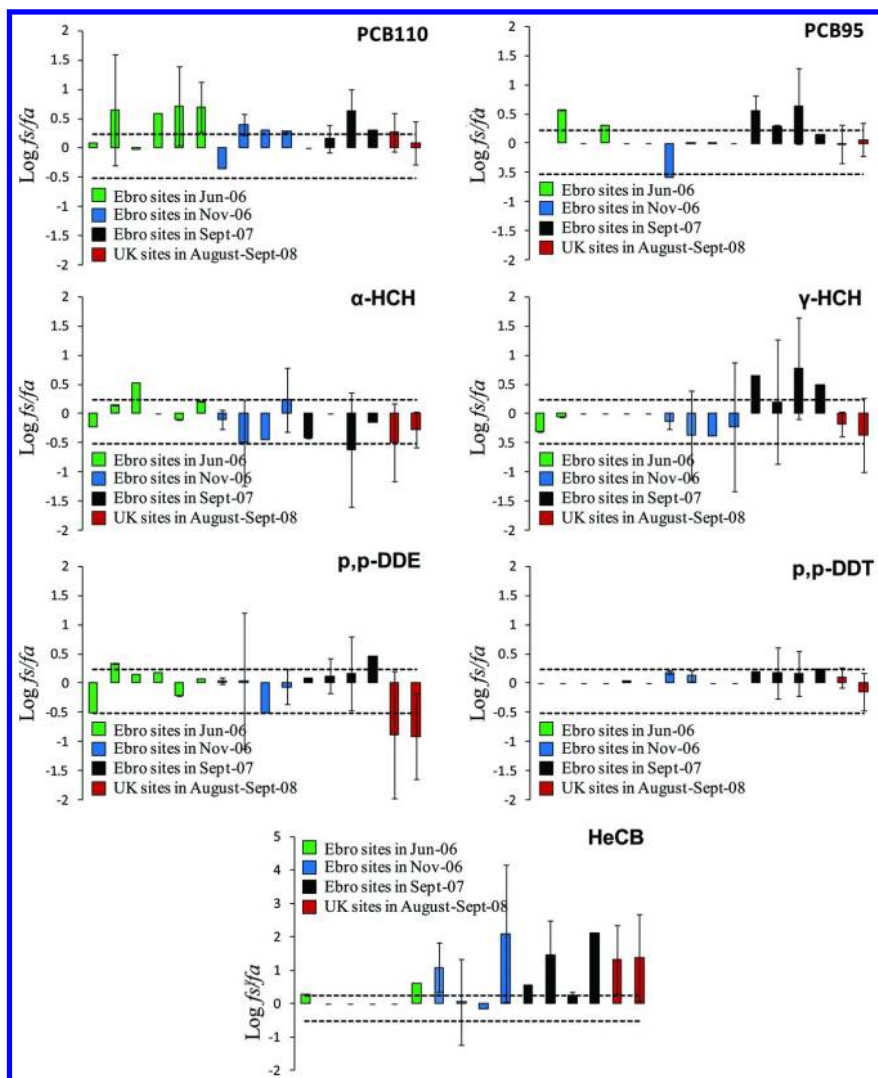 PCB110
2
1.5
1
0.5
0
-0.5
-1
-1.5
-2
Log fs/fa
Ebro sites in Jun-06
Ebro sites in Nov-06
Ebro sites in Sept-07
UK sites in August-Sept-08
PCB95
2
1.5
1
0.5
0
3.5
-1
-1.5
-2
Log fs/fa
Ebro sites in Jun-06
Ebro sites in Nov-06
Ebro sites in Sept-07
UK sites in August-Sept-08
α-HCH
2
1.5
1
0.5
0
-0.5
-1
-1.5
-2
Log fs/fa
Ebro sites in Jun-06
Ebro sites in Nov-06
Ebro sites in Sept-07
UK sites in August-Sept-08
γ-HCH
2
1.5
1
0.5
0
3.5
-1
-1.5
-2
Log fs/fa
Ebro sites in Jun-06
Ebro sites in Nov-06
Ebro sites in Sept-07
UK sites in August-Sept-08
p,p-DDE
2
1.5
1
0.5
0
-0.5
-1
-1.5
-2
Log fs/fa
Ebro sites in Jun-06
Ebro sites in Nov-06
Ebro sites in Sept-07
UK sites in August-Sept-08
p,p-DDT
2
1.5
1
0.5
0
-0.5
-1
-1.5
-2
Log fs/fa
Ebro sites in Jun-06
Ebro sites in Nov-06
Ebro sites in Sept-07
UK sites in August-Sept-08
HeCB
5
4
3
2
1
0
-1
-2
Log fs/fa
Ebro sites in Jun-06
Ebro sites in Nov-06
Ebro sites in Sept-07
UK sites in August-Sept-08